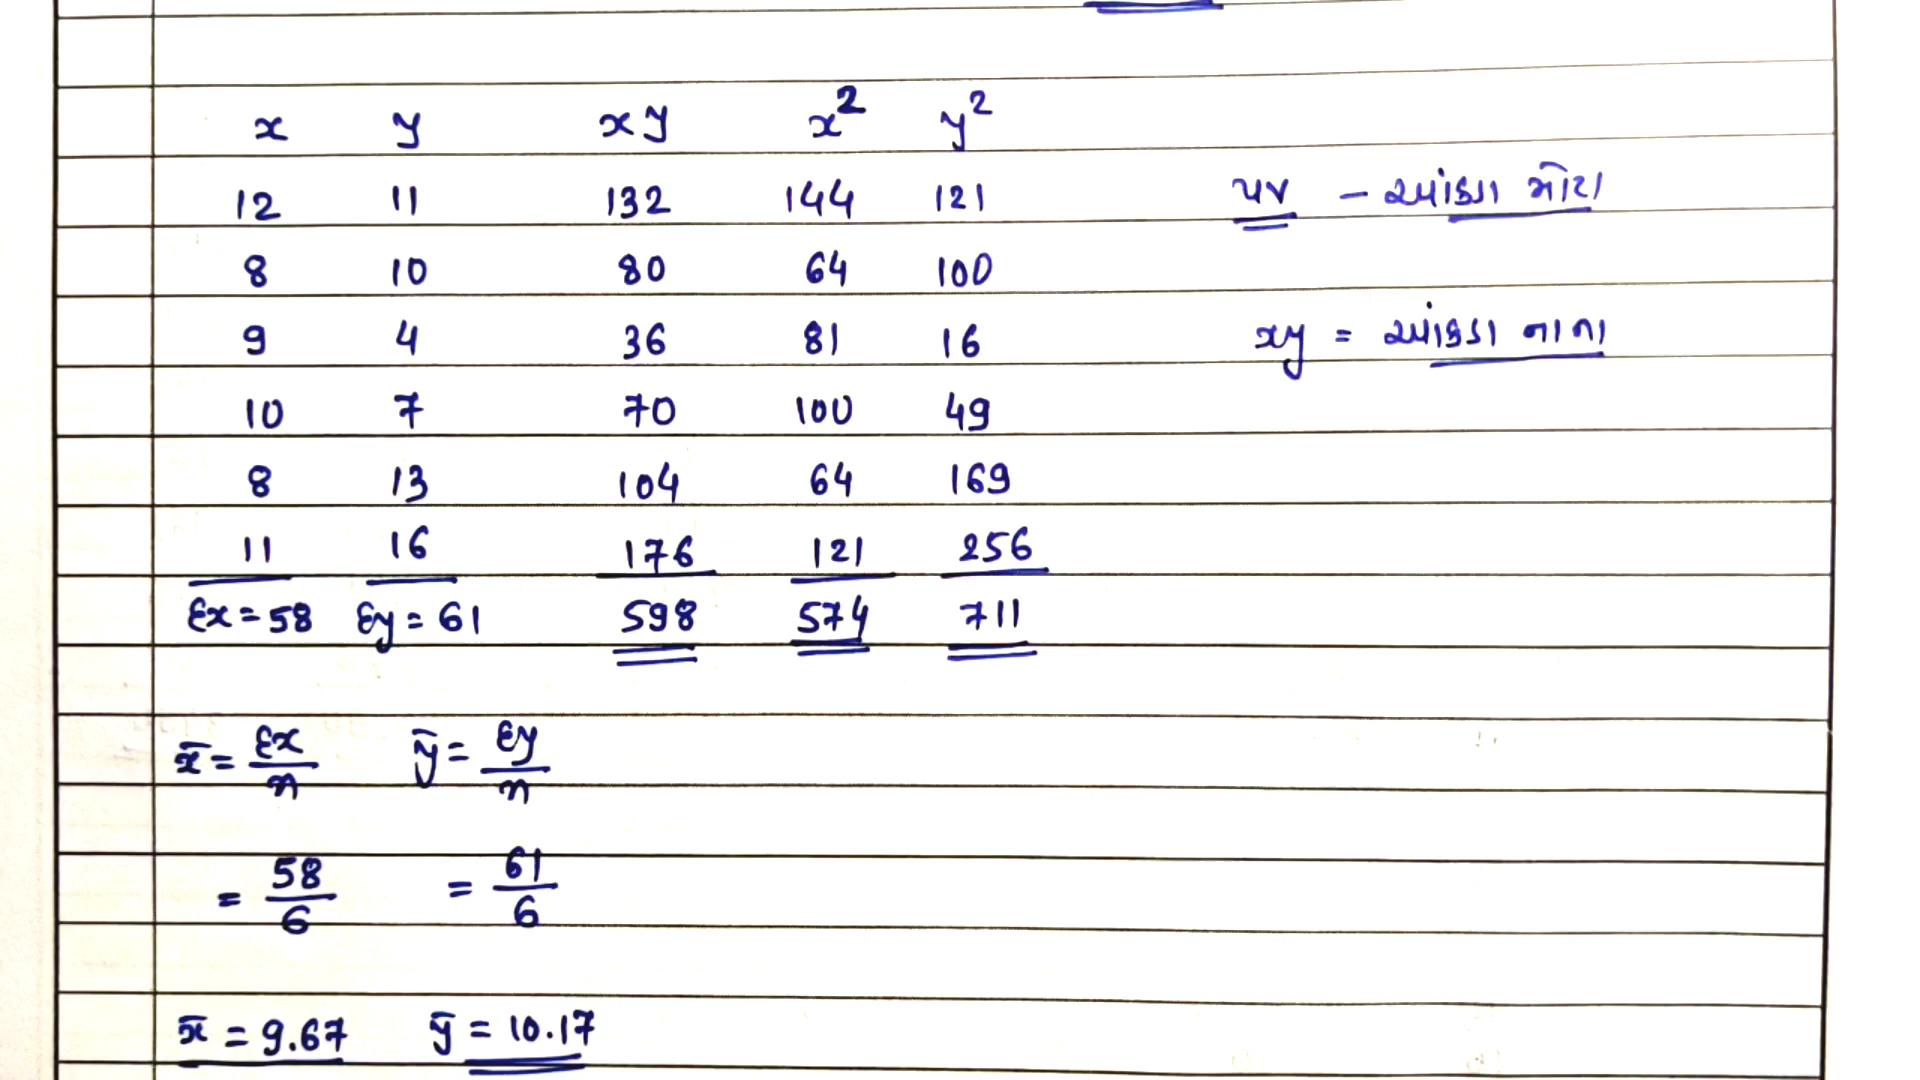 x y xy x² y²
12 11 132 144 121 પα - આંકડા મોટા
8 10 80 64 100
9 4 36 81 16 xy = આંકડા નાના
10 7 70 100 49
8 13 104 64 169
11 16 176 121 256
Σx = 58 Σy = 61 598 574 711
x̄ = Σx/n ȳ = Σy/n
= 58/6 = 61/6
x̄ = 9.67 ȳ = 10.17